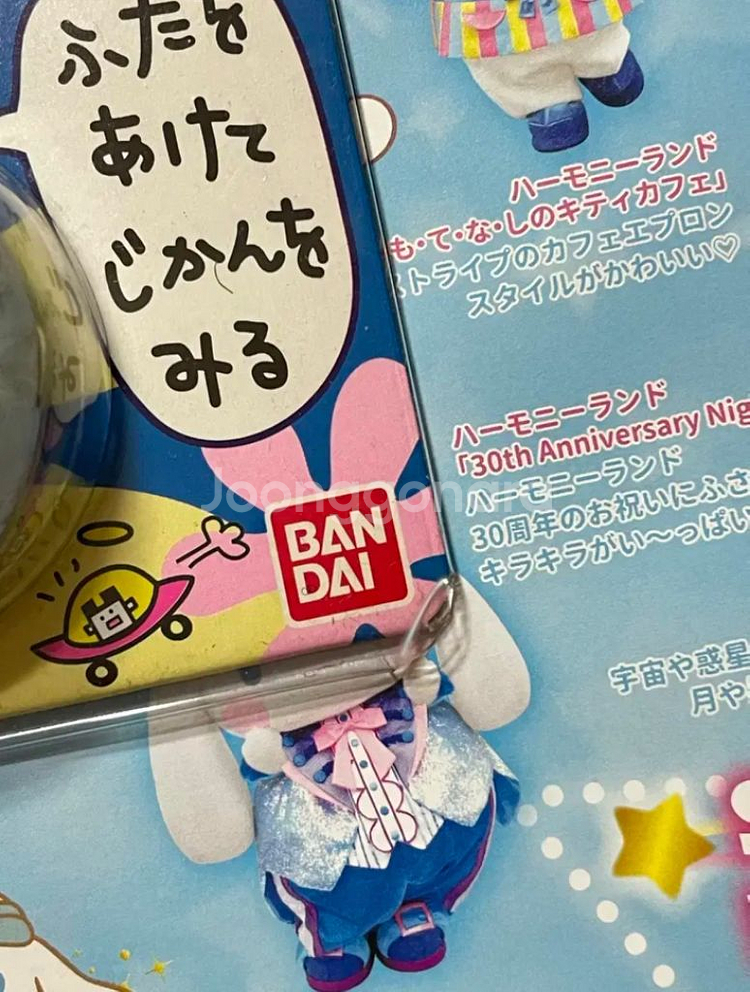 ふたを
あけて
じかんを
みる
BAN
DAI
Joonggonara
ハーモニーランド
も・て・な・しのキティカフェ」
トライプのカフェエプロン
スタイルがかわいい♡
ハーモニーランド
「30th Anniversary Nig
ハーモニーランド
30周年のお祝いにふさ
キラキラがい〜っぱい
宇宙や惑星
月や